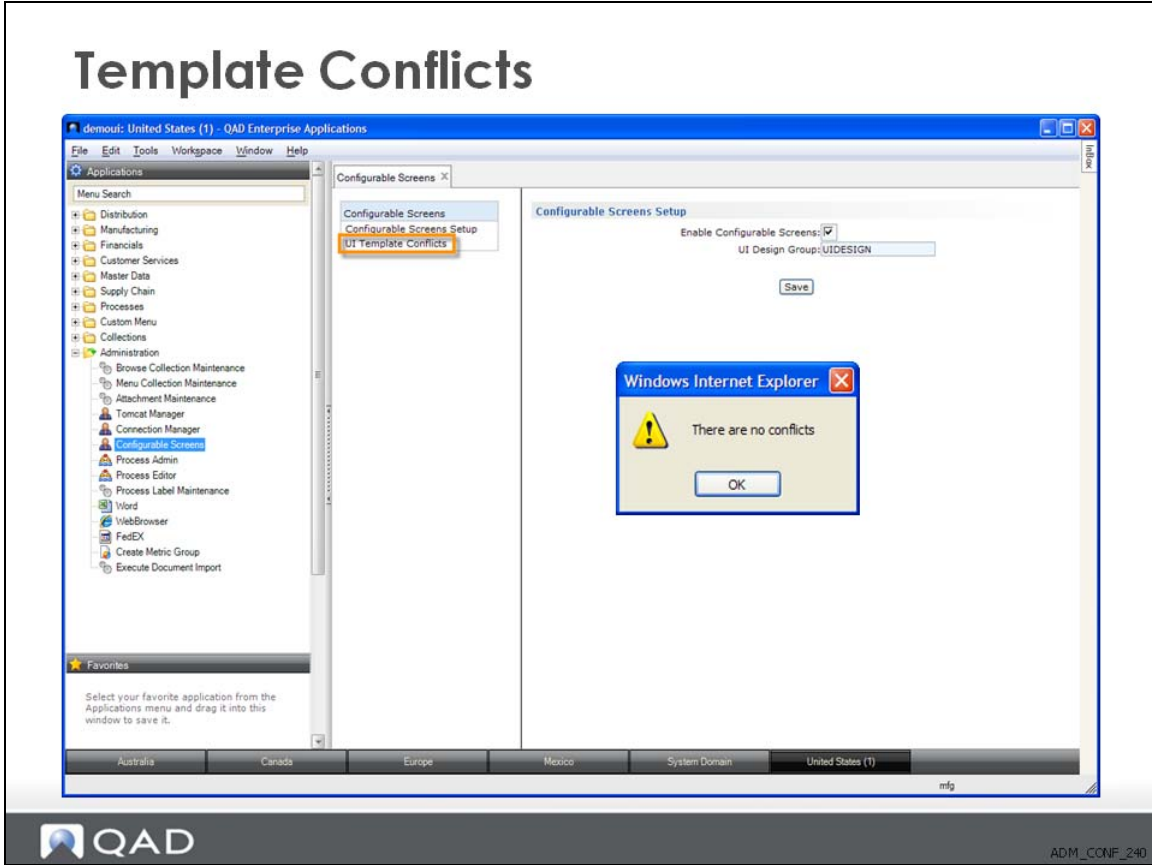 Template Conflicts
demoui: United States (1) - QAD Enterprise Applications
File Edit Tools Workspace Window Help
InBox
Applications
Menu Search
Distribution
Manufacturing
Financials
Customer Services
Master Data
Supply Chain
Processes
Custom Menu
Collections
Administration
Browse Collection Maintenance
Menu Collection Maintenance
Attachment Maintenance
Tomcat Manager
Connection Manager
Configurable Screens
Process Admin
Process Editor
Process Label Maintenance
Word
WebBrowser
FedEX
Create Metric Group
Execute Document Import
Favorites
Select your favorite application from the
Applications menu and drag it into this
window to save it.
Configurable Screens X
Configurable Screens
Configurable Screens Setup
UI Template Conflicts
Configurable Screens Setup
Enable Configurable Screens:
UI Design Group: UIDESIGN
Save
Windows Internet Explorer
There are no conflicts
OK
Australia Canada Europe Mexico System Domain United States (1)
mfg
QAD
ADM_CONF_240